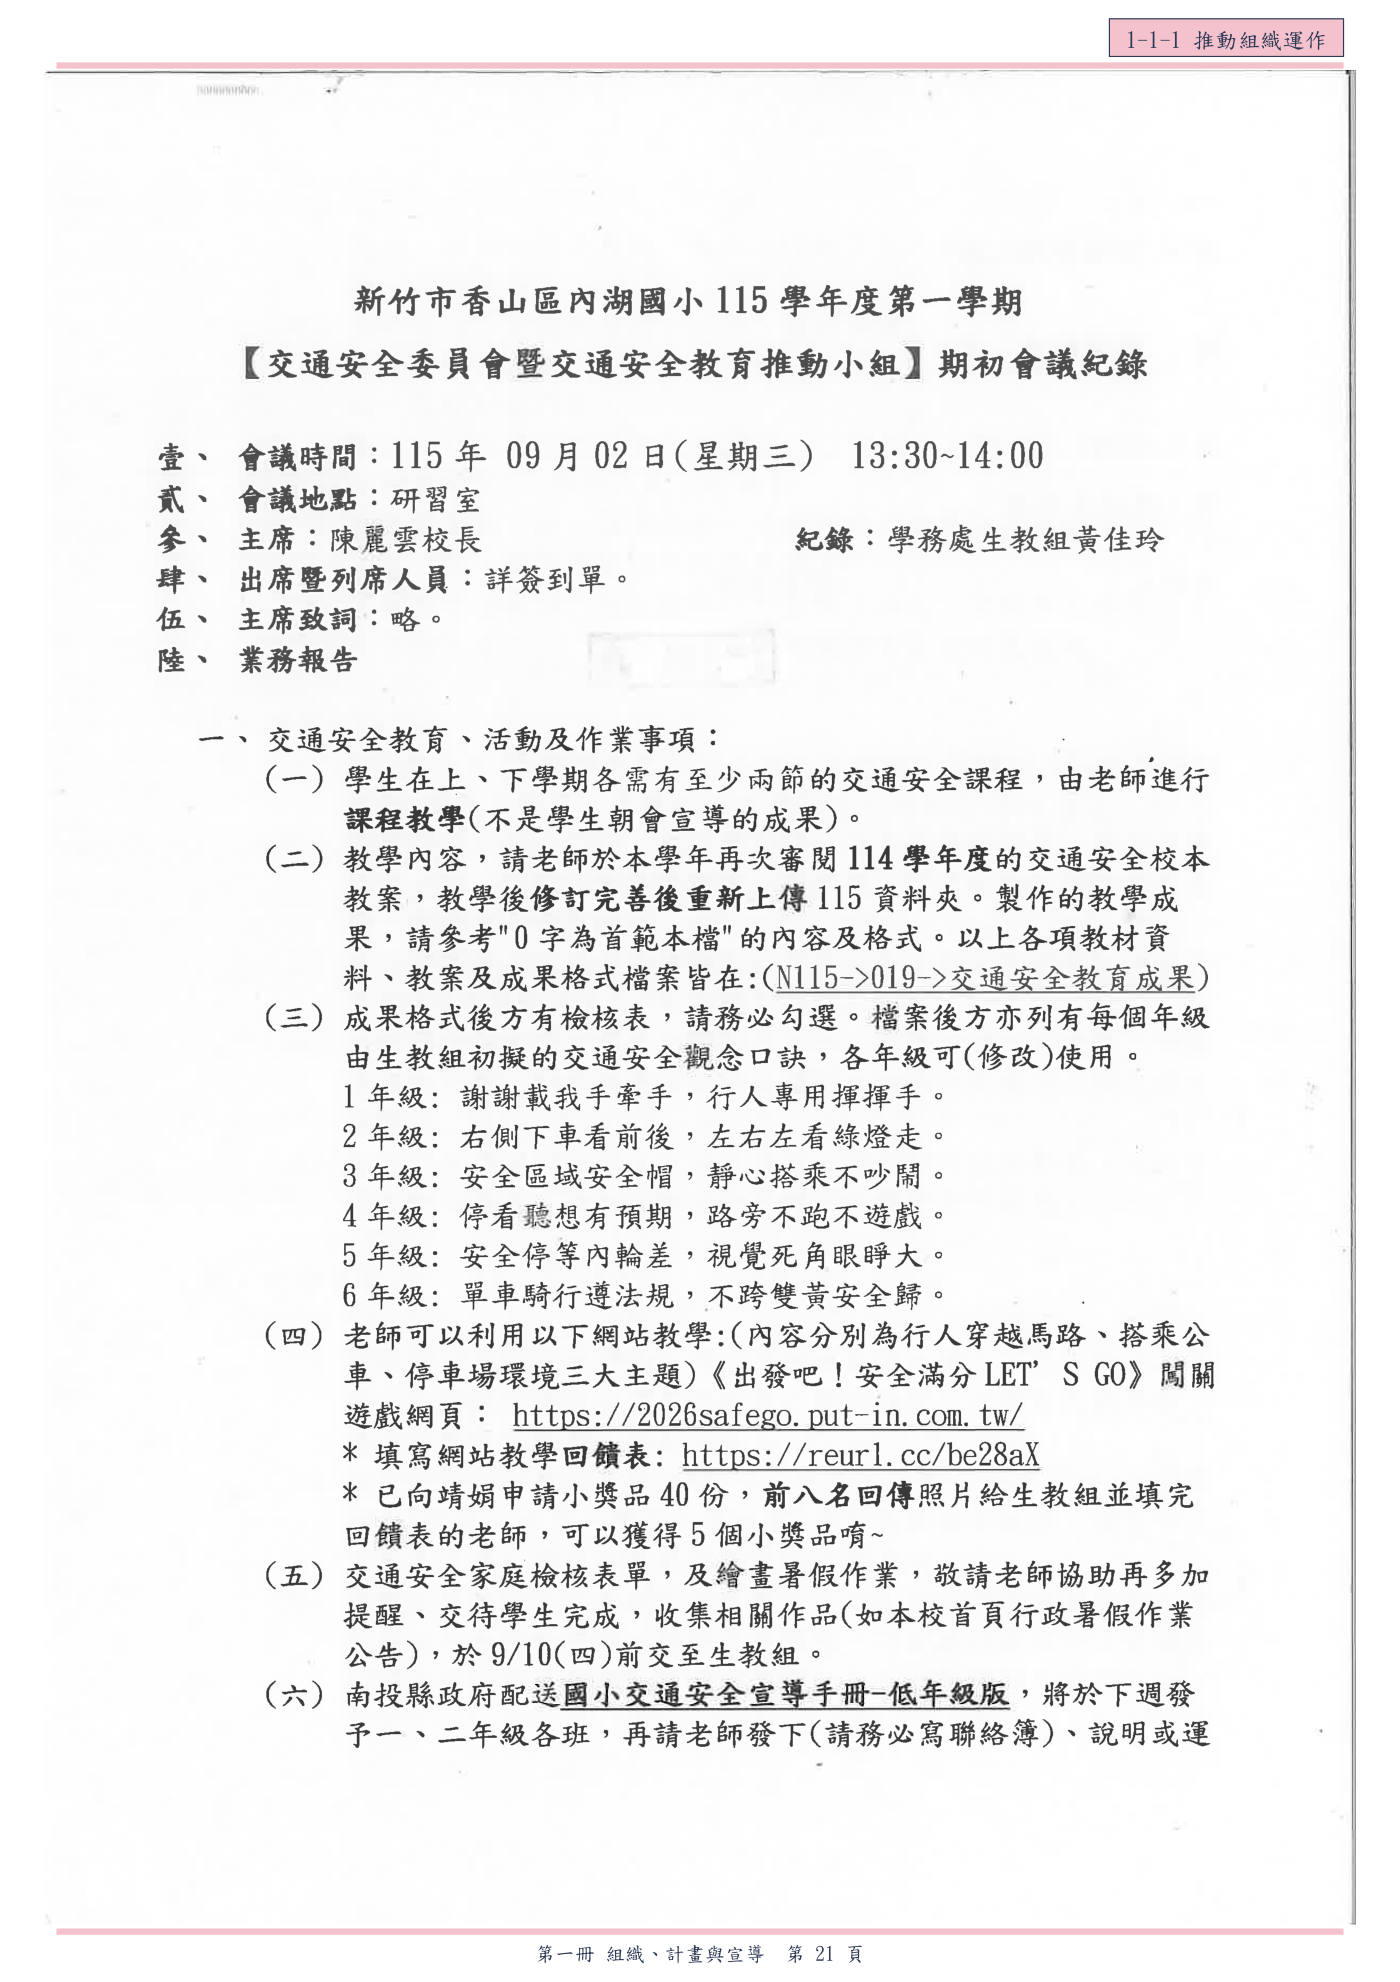 1-1-1 推動組織運作
新竹市香山區內湖國小 115 學年度第一學期
【交通安全委員會暨交通安全教育推動小組】期初會議紀錄
壹、 會議時間：115 年 09 月 02 日(星期三) 13:30~14:00
貳、 會議地點：研習室
參、 主席：陳麗雲校長 紀錄：學務處生教組黃佳玲
肆、 出席暨列席人員：詳簽到單。
伍、 主席致詞：略。
陸、 業務報告
一、 交通安全教育、活動及作業事項：
(一) 學生在上、下學期各需有至少兩節的交通安全課程，由老師進行
課程教學(不是學生朝會宣導的成果)。
(二) 教學內容，請老師於本學年再次審閱 114 學年度的交通安全校本
教案，教學後修訂完善後重新上傳 115 資料夾。製作的教學成
果，請參考"0 字為首範本檔"的內容及格式。以上各項教材資
料、教案及成果格式檔案皆在:(N115->019->交通安全教育成果)
(三) 成果格式後方有檢核表，請務必勾選。檔案後方亦列有每個年級
由生教組初擬的交通安全觀念口訣，各年級可(修改)使用。
1 年級: 謝謝載我手牽手，行人專用揮揮手。
2 年級: 右側下車看前後，左右左看綠燈走。
3 年級: 安全區域安全帽，靜心搭乘不吵鬧。
4 年級: 停看聽想有預期，路旁不跑不遊戲。
5 年級: 安全停等內輪差，視覺死角眼睜大。
6 年級: 單車騎行遵法規，不跨雙黃安全歸。
(四) 老師可以利用以下網站教學:(內容分別為行人穿越馬路、搭乘公
車、停車場環境三大主題)《出發吧！安全滿分 LET’S GO》闖關
遊戲網頁： https://2026safego.put-in.com.tw/
* 填寫網站教學回饋表: https://reurl.cc/be28aX
* 已向靖娟申請小獎品 40 份，前八名回傳照片給生教組並填完
回饋表的老師，可以獲得 5 個小獎品唷~
(五) 交通安全家庭檢核表單，及繪畫暑假作業，敬請老師協助再多加
提醒、交待學生完成，收集相關作品(如本校首頁行政暑假作業
公告)，於 9/10(四)前交至生教組。
(六) 南投縣政府配送國小交通安全宣導手冊-低年級版，將於下週發
予一、二年級各班，再請老師發下(請務必寫聯絡簿)、說明或運
第一冊 組織、計畫與宣導 第 21 頁